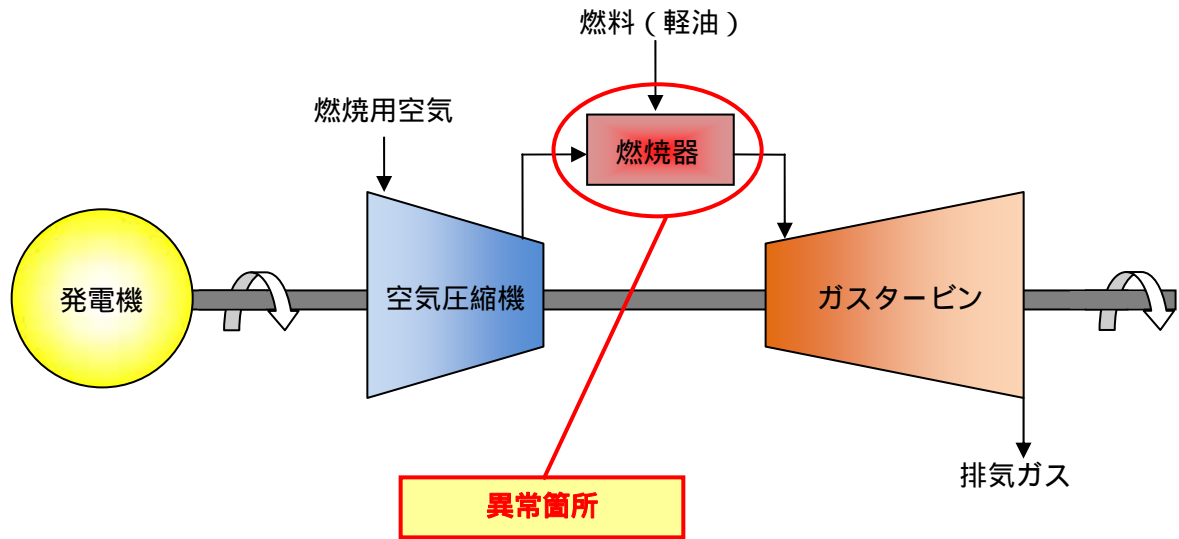 燃料（軽油）
燃焼用空気
燃焼器
発電機
空気圧縮機
ガスタービン
排気ガス
異常箇所